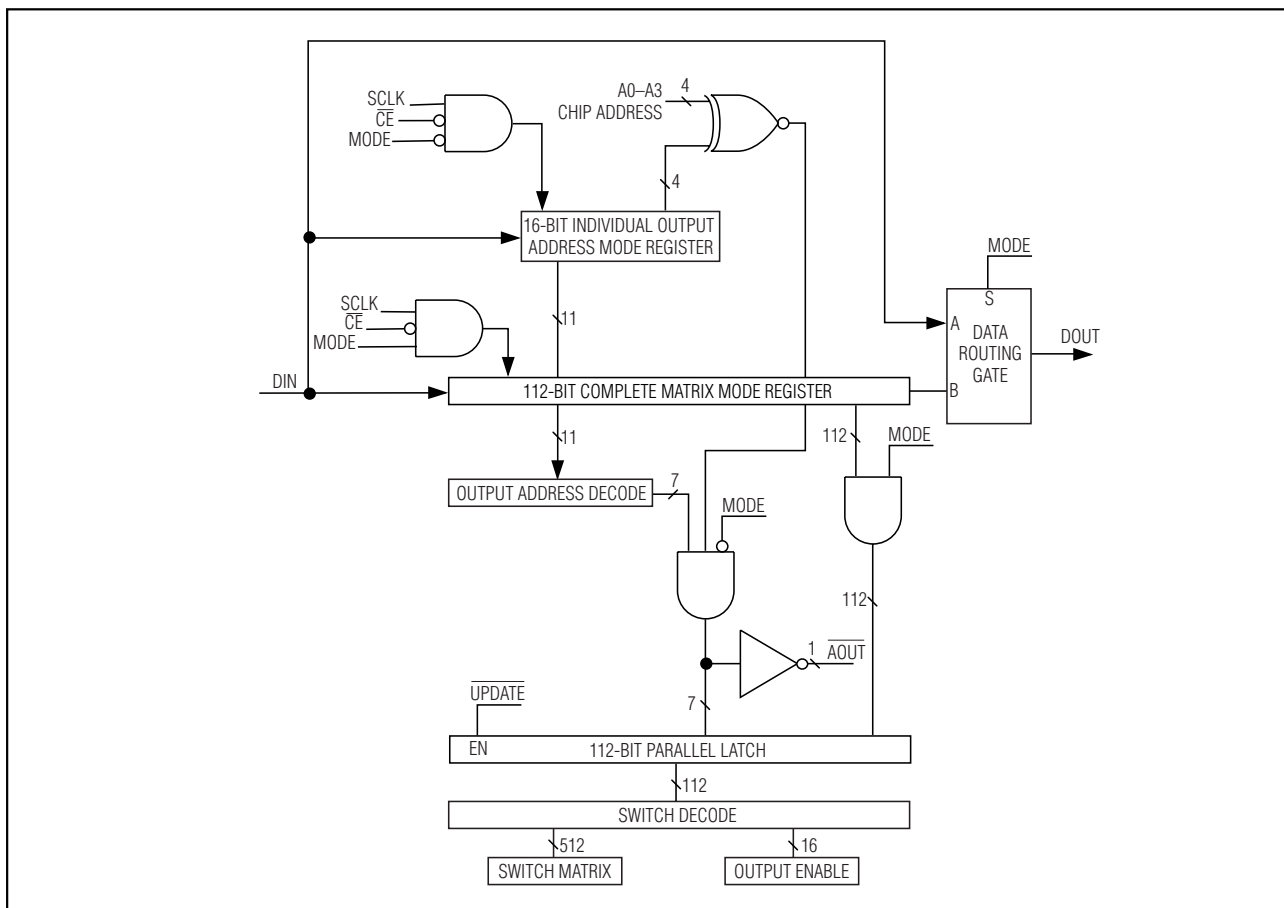 SCLK
CE
MODE
A0–A3
CHIP ADDRESS
4
4
16-BIT INDIVIDUAL OUTPUT
ADDRESS MODE REGISTER
MODE
S
A
DATA
ROUTING
GATE
B
DOUT
SCLK
CE
MODE
11
DIN
112-BIT COMPLETE MATRIX MODE REGISTER
11
112
MODE
OUTPUT ADDRESS DECODE
7
MODE
112
1
AOUT
UPDATE
7
EN
112-BIT PARALLEL LATCH
112
SWITCH DECODE
512
16
SWITCH MATRIX
OUTPUT ENABLE